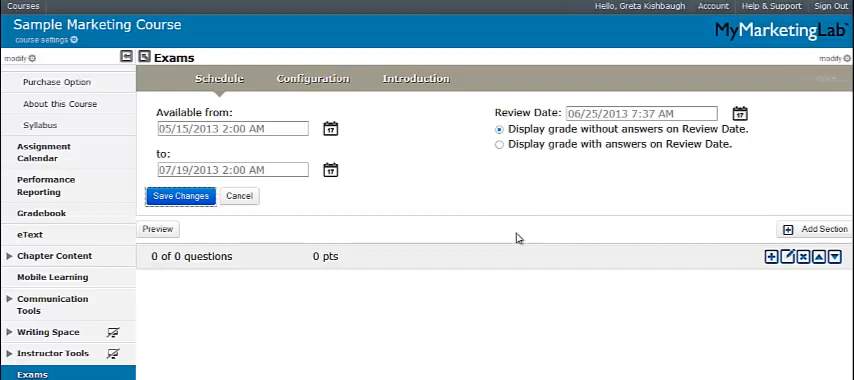 Courses
Hello, Greta Kishbaugh Account Help & Support Sign Out
Sample Marketing Course
course settings
MyMarketingLab
modify
Exams
modify
Purchase Option
About this Course
Syllabus
Assignment
Calendar
Performance
Reporting
Gradebook
eText
Chapter Content
Mobile Learning
Communication
Tools
Writing Space
Instructor Tools
Exams
Schedule Configuration Introduction
Available from:
05/15/2013 2:00 AM
17
to:
07/19/2013 2:00 AM
17
Review Date: 06/25/2013 7:37 AM
17
Display grade without answers on Review Date.
Display grade with answers on Review Date.
Save Changes Cancel
Preview
Add Section
0 of 0 questions 0 pts